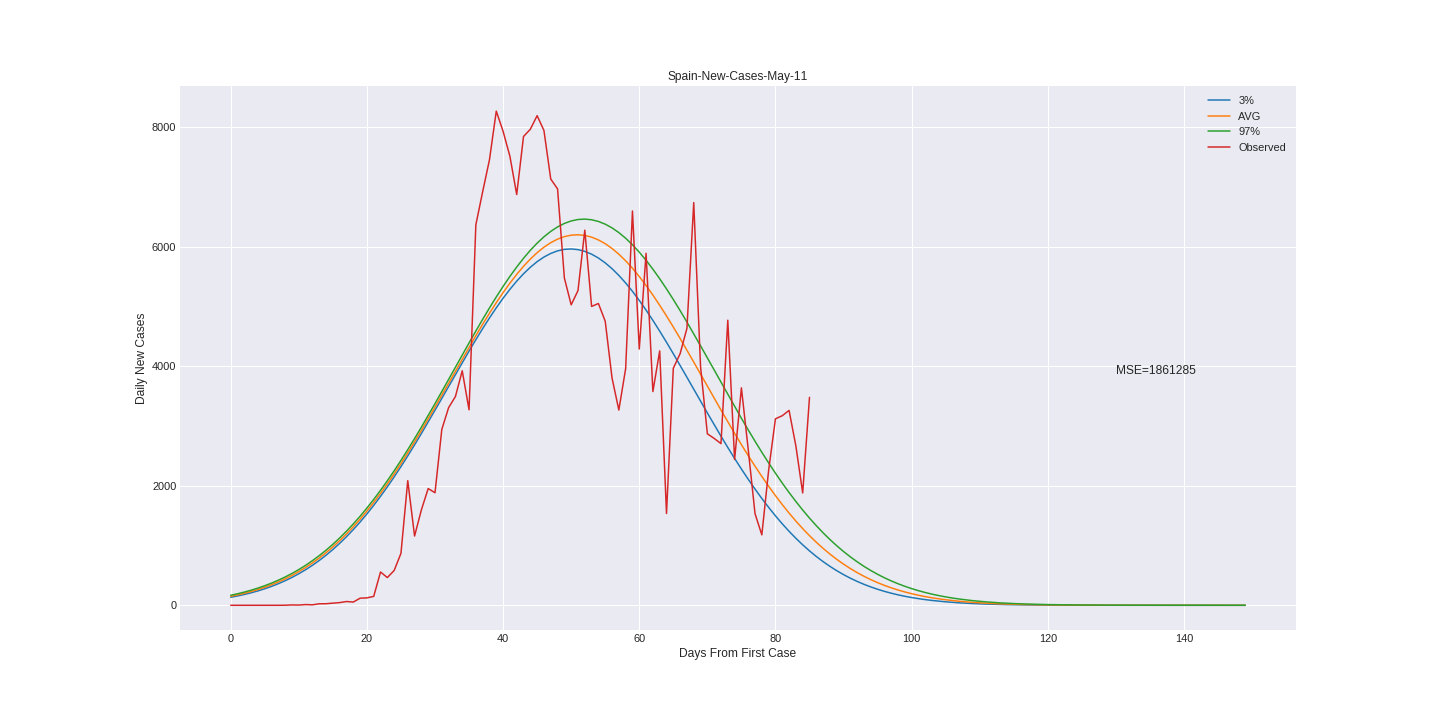 Spain-New-Cases-May-11
3%
AVG
97%
Observed
8000
6000
4000
2000
0
Daily New Cases
MSE=1861285
0 20 40 60 80 100 120 140
Days From First Case